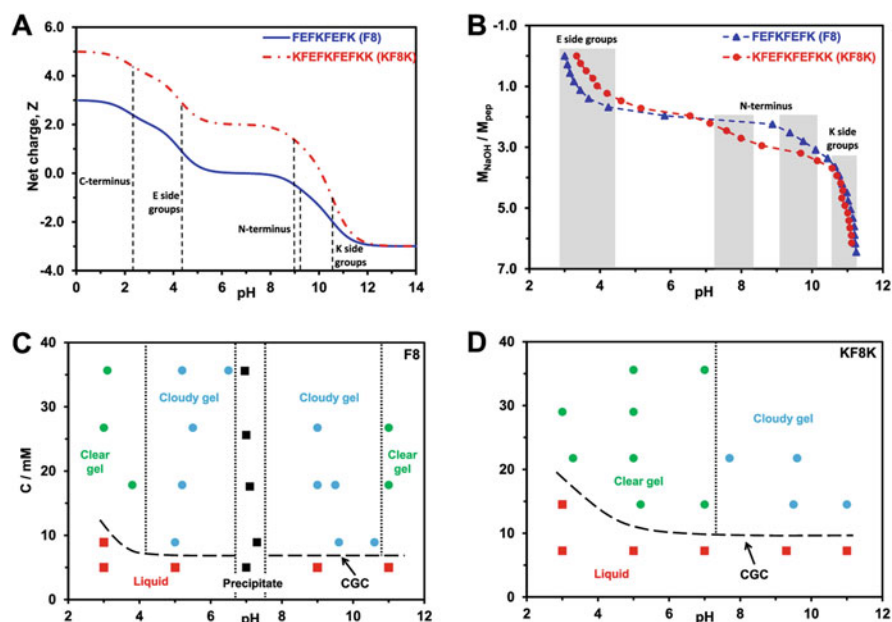 A
FEFKFEFK (F8)
KFEFKFEFKK (KF8K)
Net charge, Z
5.0
3.0
1.0
0.0
-2.0
-4.0
C-terminus
E side
groups
N-terminus
K side
groups
0 2 4 6 8 10 12 14
pH
B
FEFKFEFK (F8)
KFEFKFEFKK (KF8K)
M_NaOH / M_pep
-1.0
1.0
3.0
5.0
7.0
E side groups
N-terminus
K side
groups
2 4 6 8 10 12
pH
C
F8
C / mM
40
30
20
10
0
Cloudy gel
Cloudy gel
Clear
gel
Clear
gel
Liquid
Precipitate
CGC
2 4 6 8 10 12
pH
D
KF8K
40
30
20
10
0
Cloudy gel
Clear gel
Liquid
CGC
2 4 6 8 10 12
pH